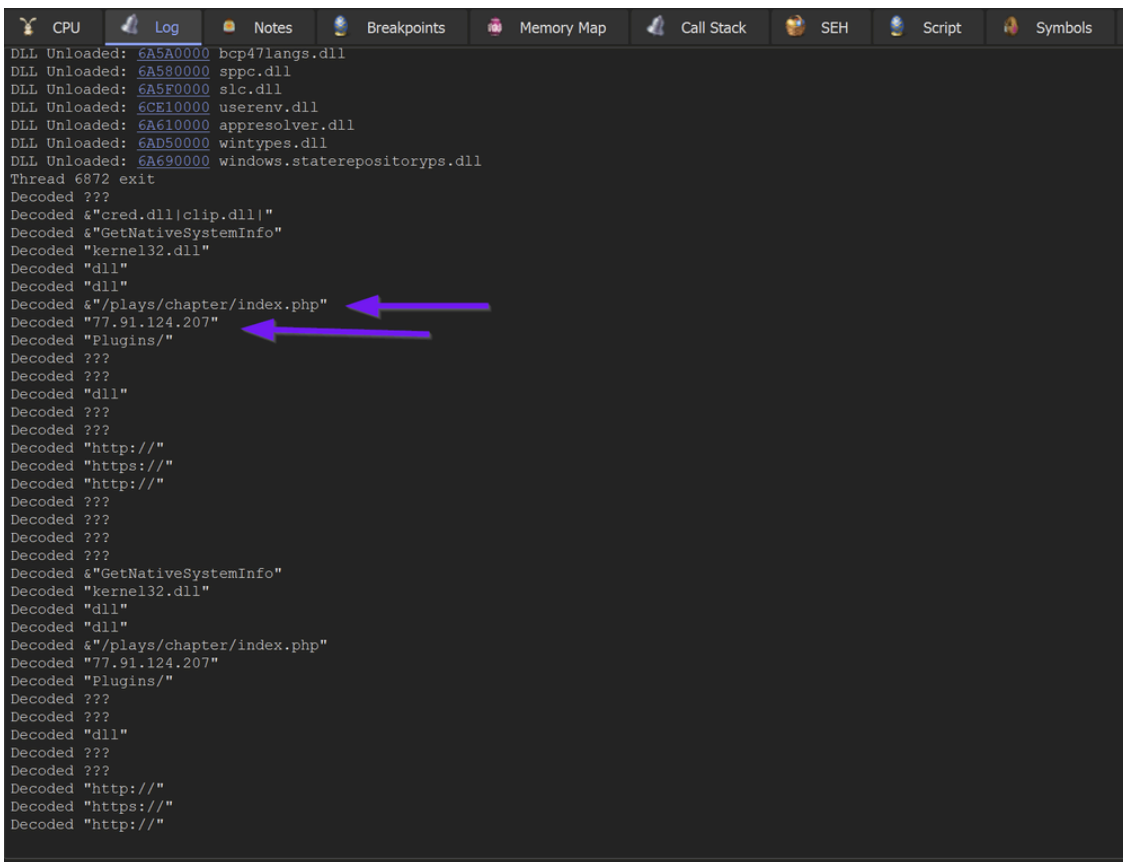 CPU Log Notes Breakpoints Memory Map Call Stack SEH Script Symbols
DLL Unloaded: 6A5A0000 bcp47langs.dll
DLL Unloaded: 6A580000 sppc.dll
DLL Unloaded: 6A5F0000 slc.dll
DLL Unloaded: 6CE10000 userenv.dll
DLL Unloaded: 6A610000 appresolver.dll
DLL Unloaded: 6AD50000 wintypes.dll
DLL Unloaded: 6A690000 windows.staterepositoryps.dll
Thread 6872 exit
Decoded ???
Decoded &"cred.dll|clip.dll|"
Decoded &"GetNativeSystemInfo"
Decoded "kernel32.dll"
Decoded "dll"
Decoded "dll"
Decoded &"/plays/chapter/index.php"
Decoded "77.91.124.207"
Decoded "Plugins/"
Decoded ???
Decoded ???
Decoded "dll"
Decoded ???
Decoded ???
Decoded "http://"
Decoded "https://"
Decoded "http://"
Decoded ???
Decoded ???
Decoded ???
Decoded ???
Decoded &"GetNativeSystemInfo"
Decoded "kernel32.dll"
Decoded "dll"
Decoded "dll"
Decoded &"/plays/chapter/index.php"
Decoded "77.91.124.207"
Decoded "Plugins/"
Decoded ???
Decoded ???
Decoded "dll"
Decoded ???
Decoded ???
Decoded "http://"
Decoded "https://"
Decoded "http://"